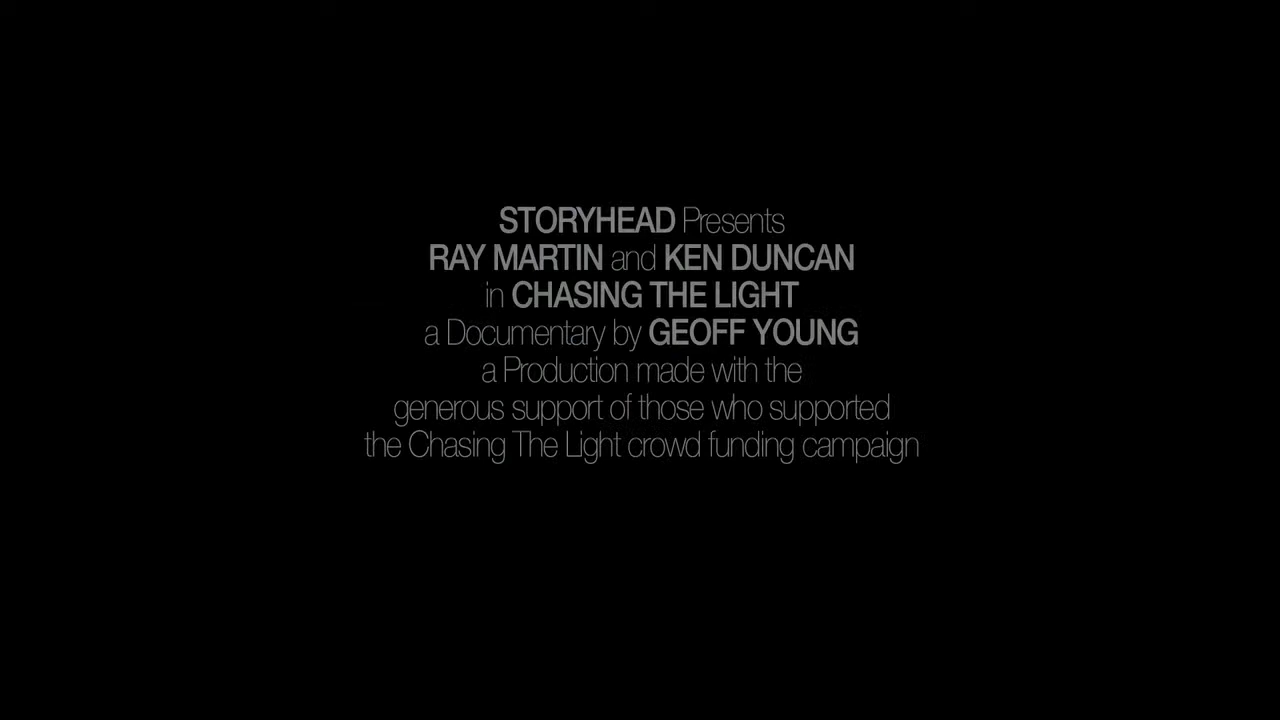 STORYHEAD Presents
RAY MARTIN and KEN DUNCAN
in CHASING THE LIGHT
a Documentary by GEOFF YOUNG
a Production made with the
generous support of those who supported
the Chasing The Light crowd funding campaign